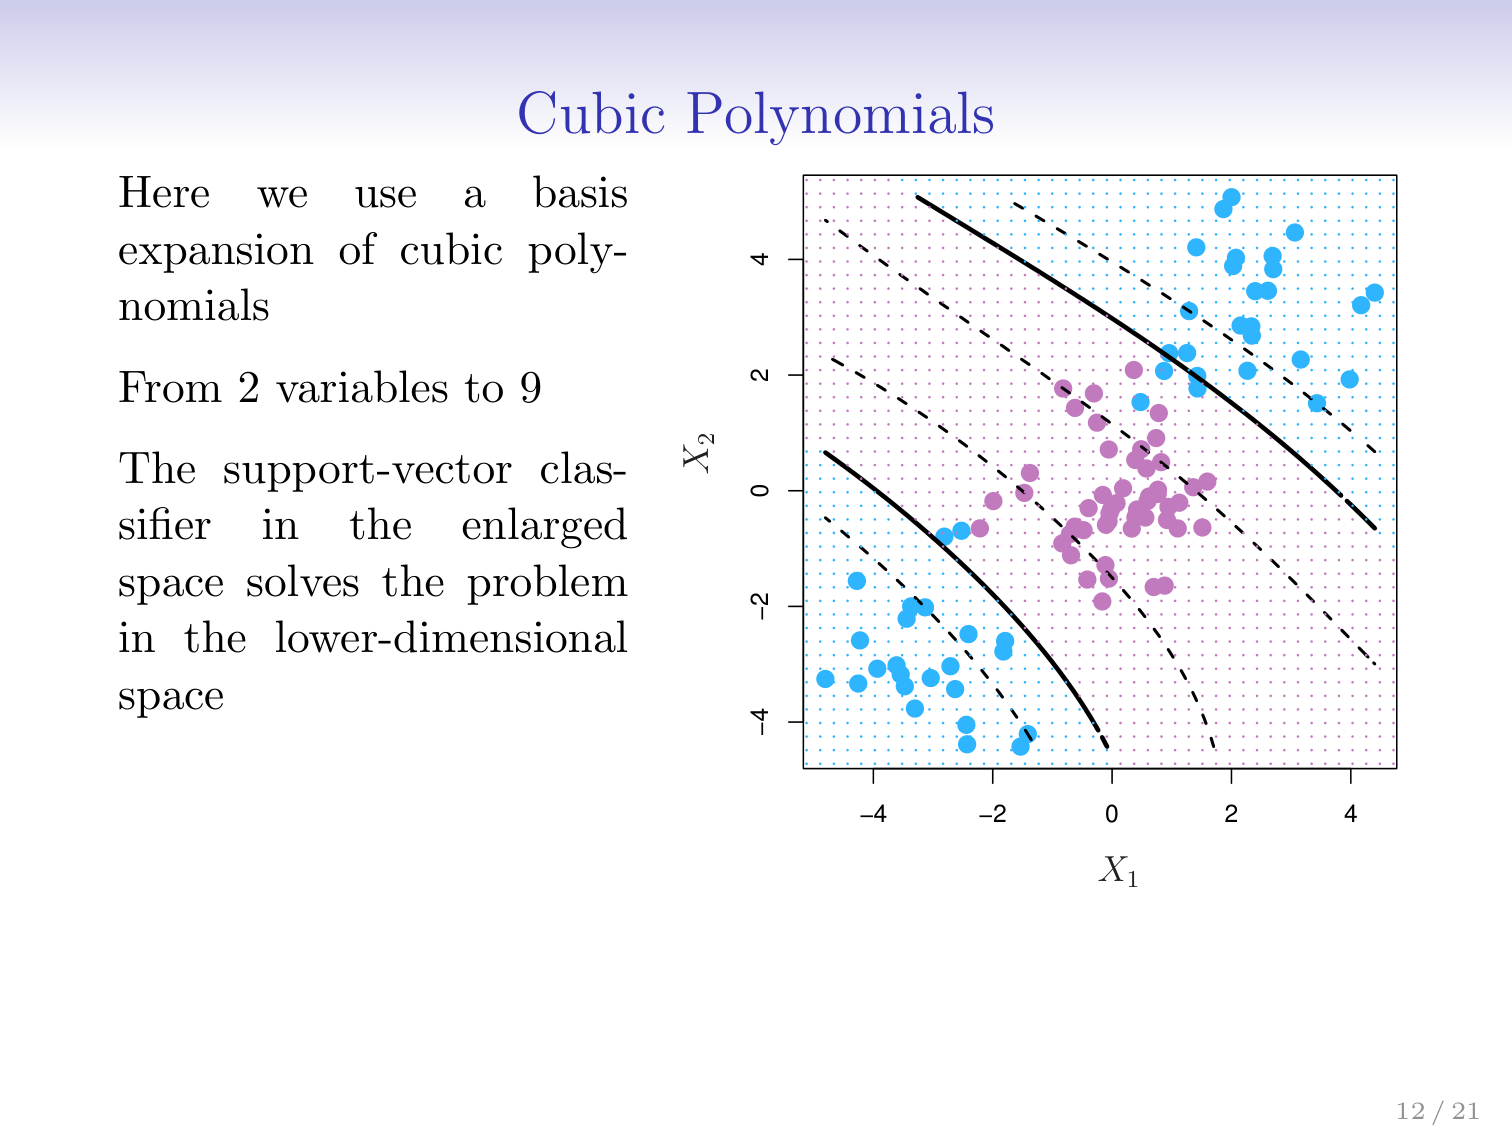 Cubic Polynomials
Here we use a basis
expansion of cubic poly-
nomials
From 2 variables to 9
The support-vector clas-
sifier in the enlarged
space solves the problem
in the lower-dimensional
space
4
2
0
−2
−4
X2
−4 −2 0 2 4
X1
12 / 21